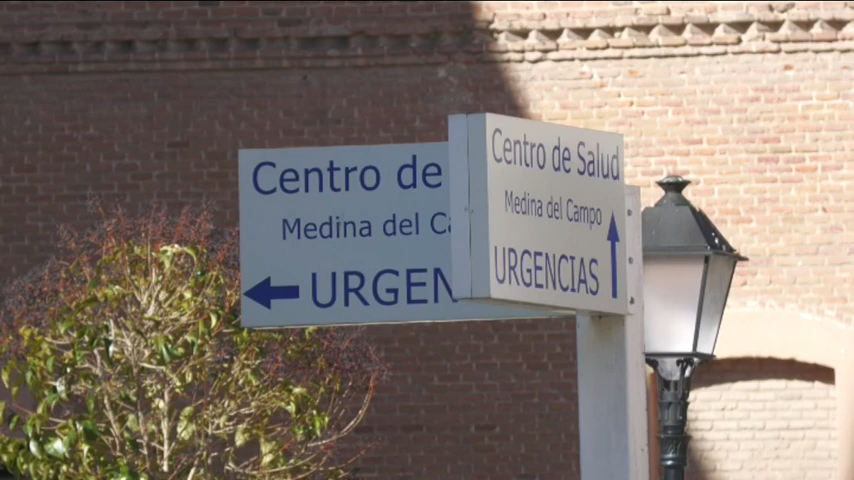 Centro de
Medina del
URGEN
Centro de Salud
Medina del Campo
URGENCIAS